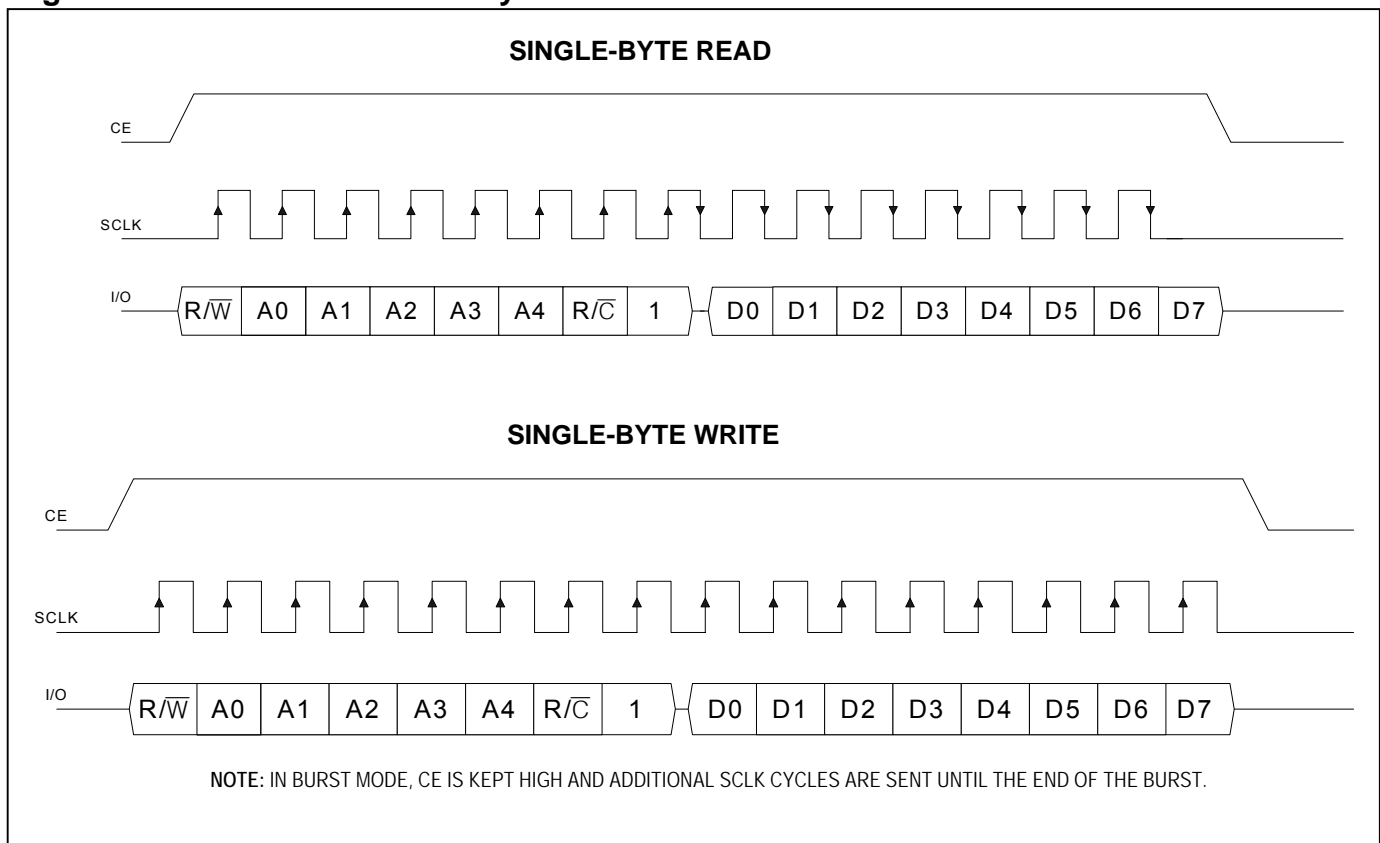 SINGLE-BYTE READ
CE
SCLK
I/O
R/W̅ A0 A1 A2 A3 A4 R/C̅ 1 D0 D1 D2 D3 D4 D5 D6 D7
SINGLE-BYTE WRITE
CE
SCLK
I/O
R/W̅ A0 A1 A2 A3 A4 R/C̅ 1 D0 D1 D2 D3 D4 D5 D6 D7
NOTE: IN BURST MODE, CE IS KEPT HIGH AND ADDITIONAL SCLK CYCLES ARE SENT UNTIL THE END OF THE BURST.